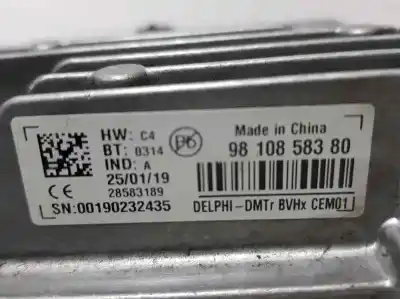 HW: C4
BT: 0314
IND: A
25/01/19
28583189
SN:00190232435
Made in China
98 108 583 80
DELPHI-DMTr BVHx CEM01